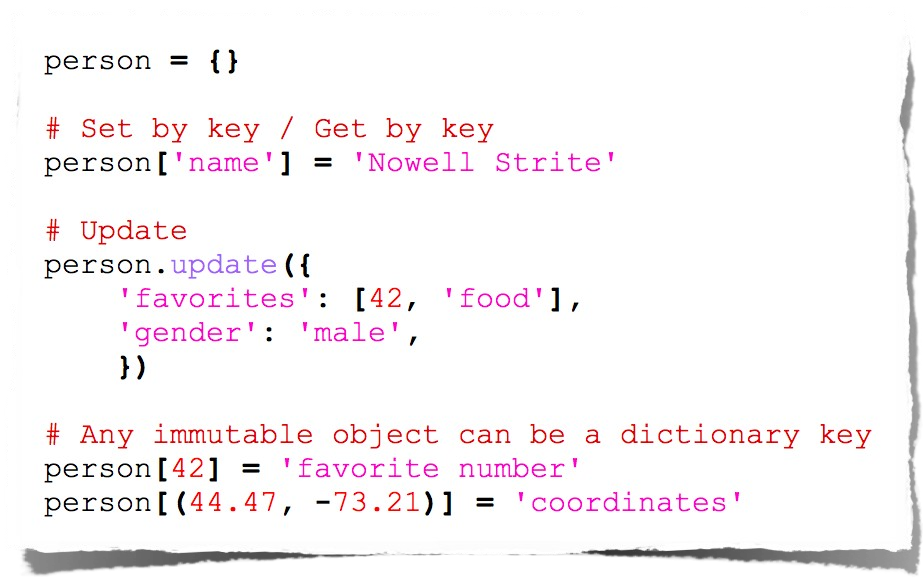 person = {}
# Set by key / Get by key
person['name'] = 'Nowell Strite'
# Update
person.update({
    'favorites': [42, 'food'],
    'gender': 'male',
    })
# Any immutable object can be a dictionary key
person[42] = 'favorite number'
person[(44.47, -73.21)] = 'coordinates'